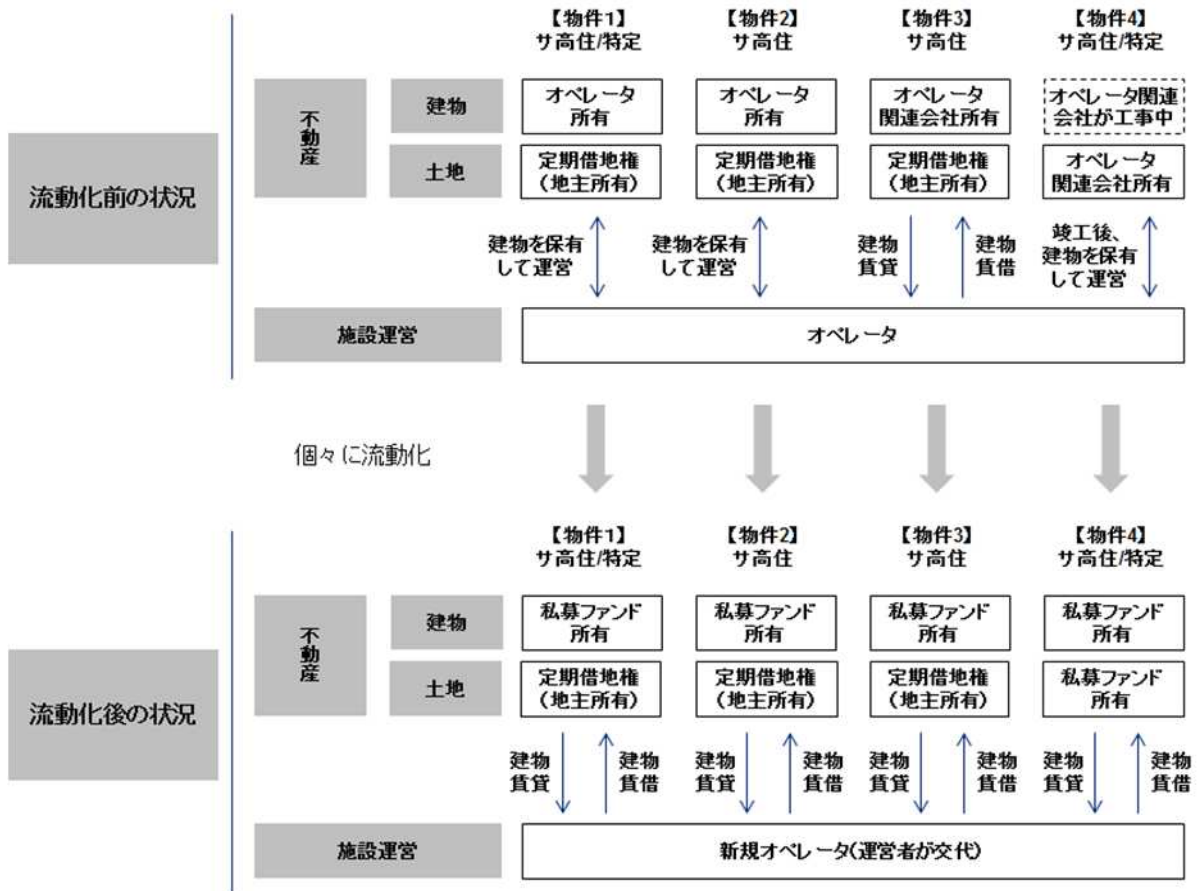 【物件1】
サ高住/特定
【物件2】
サ高住
【物件3】
サ高住
【物件4】
サ高住/特定
流動化前の状況
不動産
建物
オペレータ
所有
オペレータ
所有
オペレータ
関連会社所有
オペレータ関連
会社が工事中
土地
定期借地権
(地主所有)
定期借地権
(地主所有)
定期借地権
(地主所有)
オペレータ
関連会社所有
建物を保有
して運営
建物を保有
して運営
建物
賃貸
建物
賃借
竣工後、
建物を保有
して運営
施設運営
オペレータ
個々に流動化
【物件1】
サ高住/特定
【物件2】
サ高住
【物件3】
サ高住
【物件4】
サ高住/特定
流動化後の状況
不動産
建物
私募ファンド
所有
私募ファンド
所有
私募ファンド
所有
私募ファンド
所有
土地
定期借地権
(地主所有)
定期借地権
(地主所有)
定期借地権
(地主所有)
私募ファンド
所有
建物
賃貸
建物
賃借
建物
賃貸
建物
賃借
建物
賃貸
建物
賃借
建物
賃貸
建物
賃借
施設運営
新規オペレータ(運営者が交代)